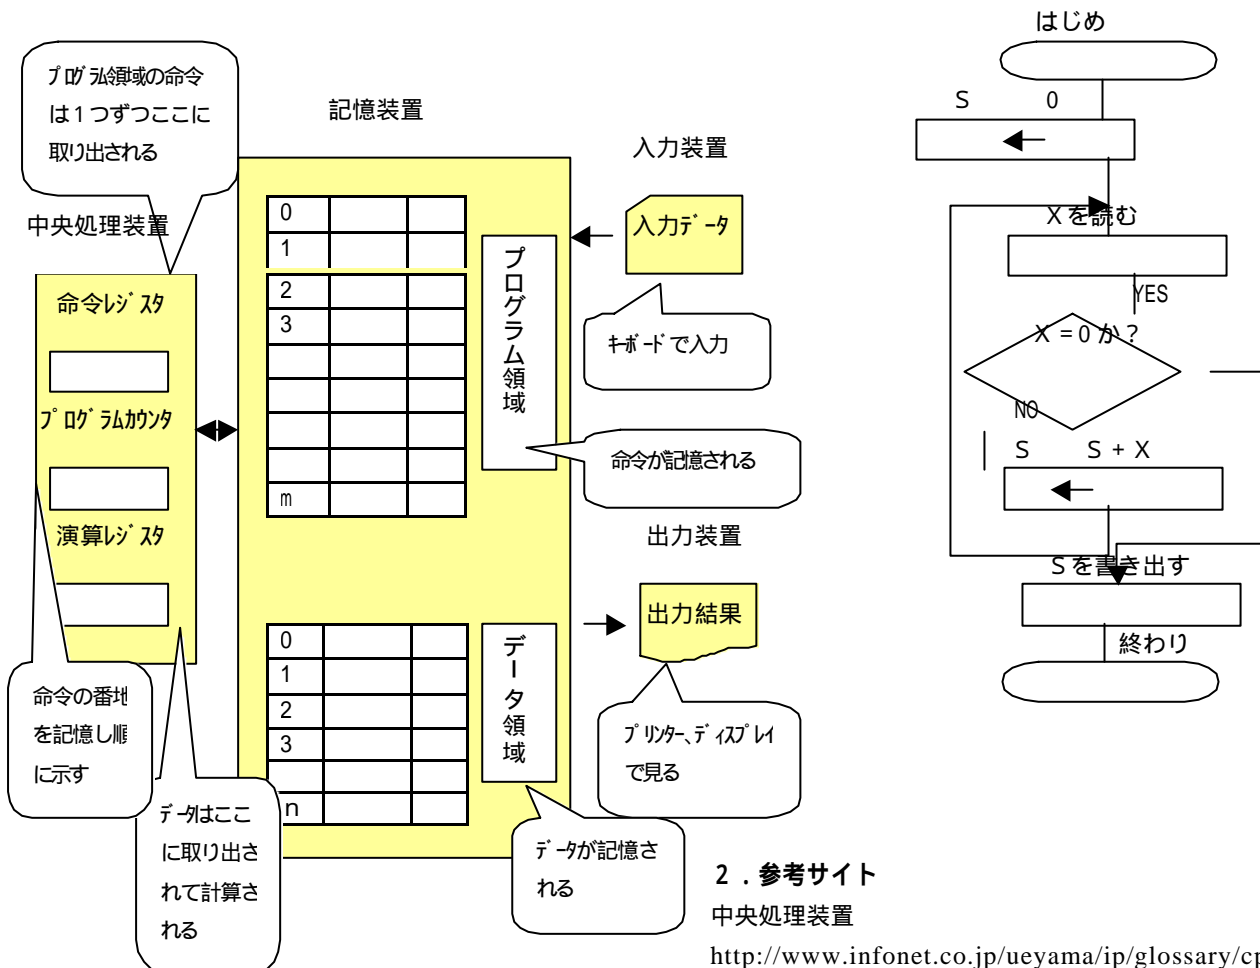 プログラム領域の命令
は1つずつここに
取り出される
記憶装置
中央処理装置
命令レジスタ
プログラムカウンタ
演算レジスタ
命令の番地
を記憶し順
に示す
データはここ
に取り出さ
れて計算さ
れる
0
1
2
3
m
プログラム領域
0
1
2
3
n
データ領域
入力装置
入力データ
キーボードで入力
命令が記憶される
出力装置
出力結果
プリンター、ディスプレイ
で見る
データが記憶さ
れる
はじめ
S 0
Xを読む
YES
X=0か?
NO
S S+X
Sを書き出す
終わり
2.参考サイト
中央処理装置
http://www.infonet.co.jp/ueyama/ip/glossary/cp